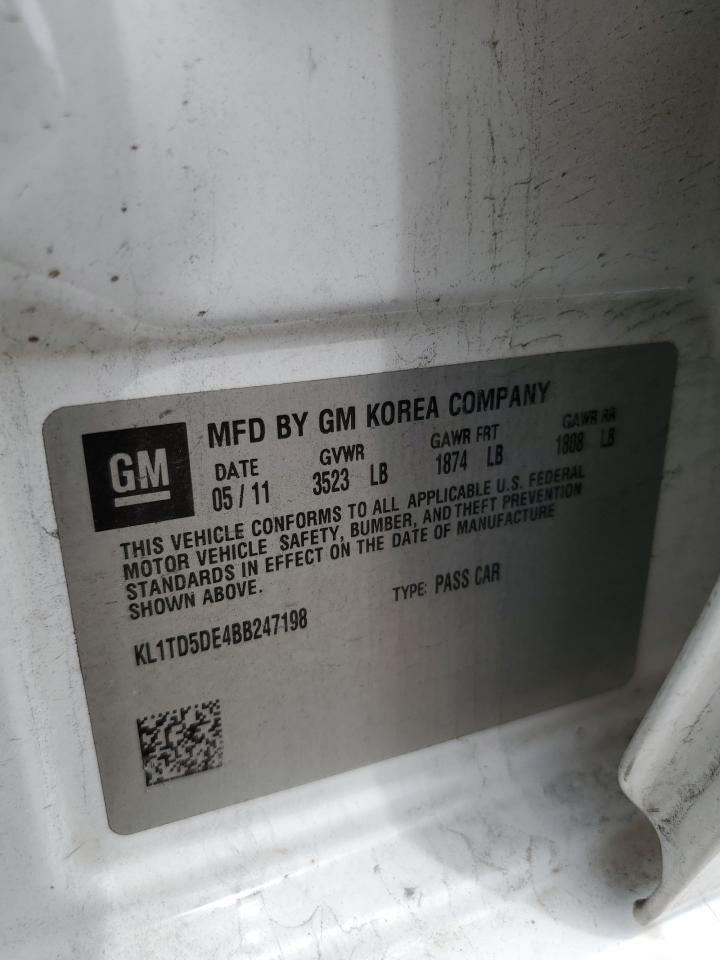 GM
MFD BY GM KOREA COMPANY
DATE GVWR GAWR FRT GAWR RR
05 / 11 3523 LB 1874 LB 1808 LB
THIS VEHICLE CONFORMS TO ALL APPLICABLE U.S. FEDERAL
MOTOR VEHICLE SAFETY, BUMBER, AND THEFT PREVENTION
STANDARDS IN EFFECT ON THE DATE OF MANUFACTURE
SHOWN ABOVE.
KL1TD5DE4BB247198 TYPE: PASS CAR